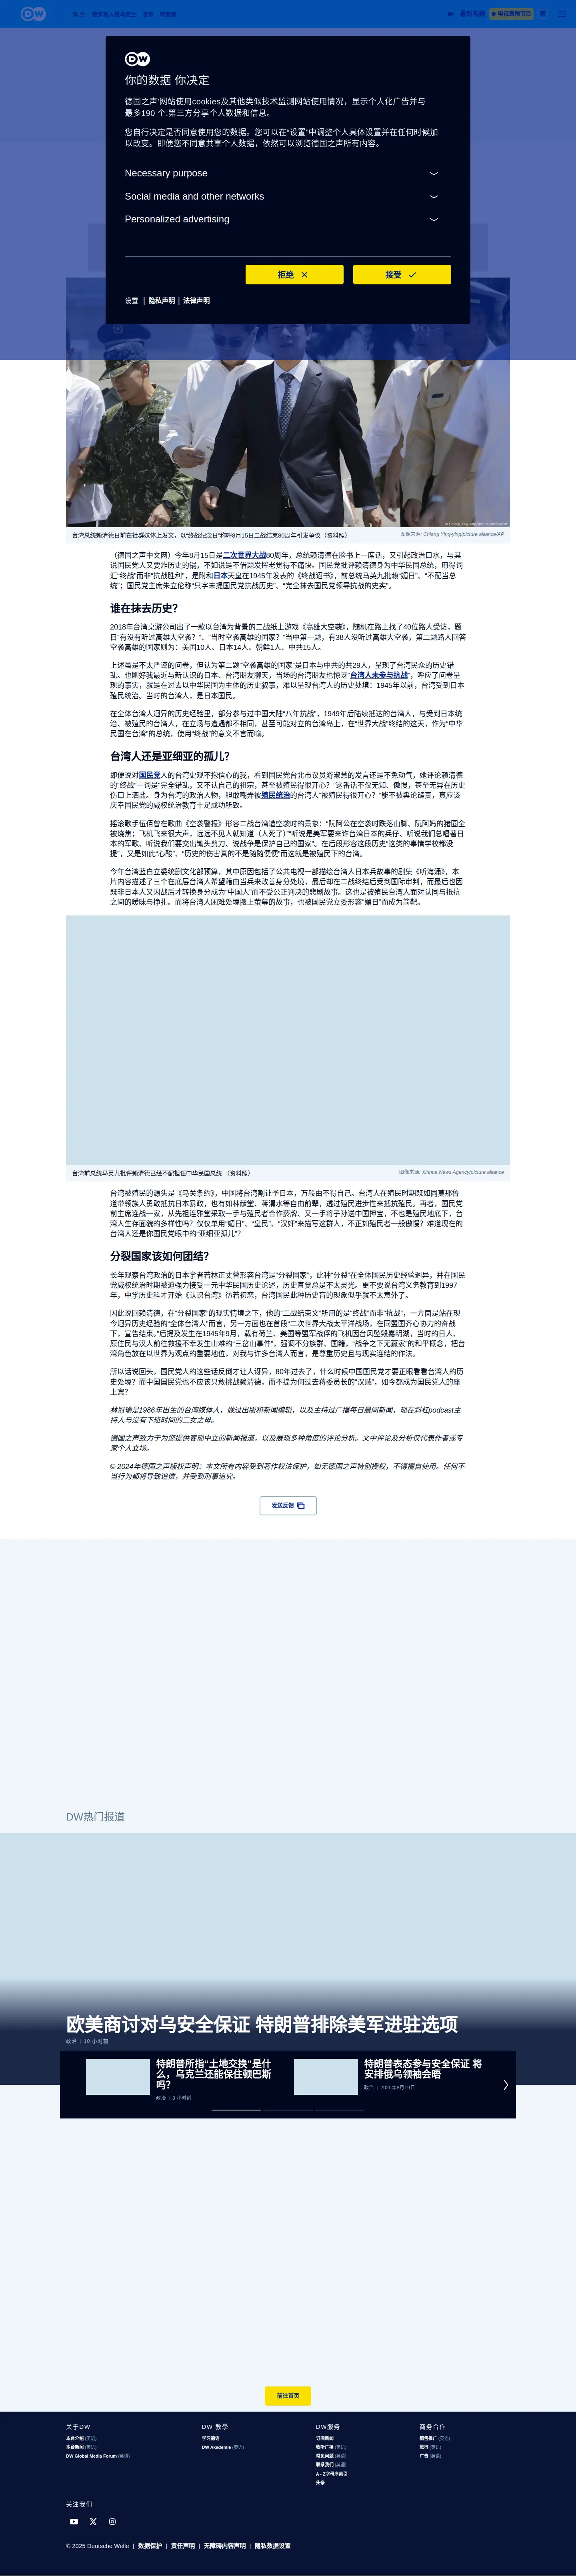 最新视频
电视直播节目
DW
你的数据 你决定
德国之声'网站使用cookies及其他类似技术监测网站使用情况，显示个人化广告并与
最多190 个;第三方分享个人数据和信息。
您自行决定是否同意使用您的数据。您可以在“设置”中调整个人具体设置并在任何时候加
以改变。即便您不同意共享个人数据，依然可以浏览德国之声所有内容。
Necessary purpose
Social media and other networks
Personalized advertising
拒绝
接受
设置 | 隐私声明 | 法律声明
台湾总统赖清德日前在社群媒体上发文，以“终战纪念日”称呼8月15日二战结束80周年引发争议（资料照）
图像来源: Chiang Ying-ying/picture alliance/AP
（德国之声中文网）今年8月15日是二次世界大战80周年，总统赖清德在脸书上一席话，又引起政治口水，与其
说国民党人又要炸历史的锅，不如说是不借题发挥老觉得不痛快。国民党批评赖清德身为中华民国总统，用得词
汇“终战”而非“抗战胜利”，是附和日本天皇在1945年发表的《终战诏书》，前总统马英九批赖“媚日”、“不配当总
统”；国民党主席朱立伦称“只字未提国民党抗战历史”、“完全抹去国民党领导抗战的史实”。
谁在抹去历史？
2018年台湾桌游公司出了一款以台湾为背景的二战纸上游戏《高雄大空袭》，随机在路上找了40位路人受访，题
目“有没有听过高雄大空袭？”、“当时空袭高雄的国家？”当中第一题，有38人没听过高雄大空袭，第二题路人回答
空袭高雄的国家则为：美国10人、日本14人、朝鲜1人、中共15人。
上述虽是不太严谨的问卷，但认为第二题“空袭高雄的国家”是日本与中共的共29人，呈现了台湾民众的历史错
乱。也刚好我最近与新认识的日本、台湾朋友聊天，当场的台湾朋友也惊讶“台湾人未参与抗战”，呼应了问卷呈
现的事实，就是在过去以中华民国为主体的历史叙事，难以呈现台湾人的历史处境：1945年以前，台湾受到日本
殖民统治、当时的台湾人，是日本国民。
在全体台湾人迥异的历史经验里，部分参与过中国大陆“八年抗战”，1949年后陆续抵达的台湾人，与受到日本统
治、被殖民的台湾人，在立场与遭遇都不相同，甚至可能对立的台湾岛上，在“世界大战”终结的这天，作为“中华
民国在台湾”的总统，使用“终战”的意义不言而喻。
台湾人还是亚细亚的孤儿？
即便说对国民党人的台湾史观不抱信心的我，看到国民党台北市议员游淑慧的发言还是不免动气，她评论赖清德
的“终战”一词是“完全错乱，又不认自己的祖宗，甚至被殖民得很开心？”这番话不仅无知、傲慢，甚至无异在历史
伤口上洒盐。身为台湾的政治人物，胆敢嘲弄被殖民统治的台湾人“被殖民得很开心？”能不被舆论谴责，真应该
庆幸国民党的威权统治教育十足成功所致。
摇滚歌手伍佰曾在歌曲《空袭警报》形容二战台湾遭空袭时的景象：“阮阿公在空袭时跌落山脚、阮阿妈的猪圈全
被烧焦；飞机飞来很大声，远远不见人就知道（人死了）”“听说是美军要来炸台湾日本的兵仔、听说我们总唱著日
本的军歌、听说我们要交出锄头剪刀、说战争是保护自己的国家”。在后段形容这段历史“这类的事情学校都没
提”，又是如此“心酸”、“历史的伤害真的不是随随便便”而这就是被殖民下的台湾。
今年台湾蓝白立委统删文化部预算，其中原因包括了公共电视一部描绘台湾人日本兵故事的剧集《听海涌》，本
片内容描述了三个在底层台湾人希望藉由当兵来改善身分处境，最后却在二战终结后受到国际审判，而最后也因
既非日本人又因战后才转换身分成为“中国人”而不受公正判决的悲剧故事。这也是被殖民台湾人面对认同与抵抗
之间的暧昧与挣扎。而将台湾人困难处境搬上萤幕的故事，也被国民党立委形容“媚日”而成为箭靶。
台湾前总统马英九批评赖清德已经不配担任中华民国总统 （资料照）
图像来源: Xinhua News Agency/picture alliance
台湾被殖民的源头是《马关条约》，中国将台湾割让予日本，万般由不得自己。台湾人在殖民时期既如同莫那鲁
道带领族人勇敢抵抗日本暴政，也有如林献堂、蒋渭水等自由前辈，透过殖民进步性来抵抗殖民。再者，国民党
前主席连战一家，从先祖连雅堂采取一手与殖民者合作药牌、又一手将子孙送中国押宝，不也是殖民地底下，台
湾人生存面貌的多样性吗？仅仅单用“媚日”、“皇民”、“汉奸”来描写这群人，不正如殖民者一般傲慢？难道现在的
台湾人还是你国民党眼中的“亚细亚孤儿”？
分裂国家该如何团结？
长年观察台湾政治的日本学者若林正丈曾形容台湾是“分裂国家”，此种“分裂”在全体国民历史经验迥异，并在国民
党威权统治时期被迫强力接受一元中华民国历史论述，历史直觉总是不太灵光。更不要说台湾义务教育到1997
年，中学历史科才开始《认识台湾》彷若初恋，台湾国民此种历史盲的现象似乎就不太意外了。
因此说回赖清德，在“分裂国家”的现实情境之下，他的“二战结束文”所用的是“终战”而非“抗战”，一方面是站在现
今迥异历史经验的“全体台湾人”而言，另一方面也在首段“二次世界大战太平洋战场，在同盟国齐心协力的奋战
下，宣告结束。”后提及发生在1945年9月，载有荷兰、美国等盟军战俘的飞机因台风坠毁嘉明湖，当时的日人、
原住民与汉人前往救援不幸发生山难的“三岔山事件”，强调不分族群、国籍，“战争之下无赢家”的和平概念，把台
湾角色放在以世界为观点的重要地位，对我与许多台湾人而言，是尊重历史且与现实连结的作法。
所以话说回头，国民党人的这些话反倒才让人讶异，80年过去了，什么时候中国国民党才要正眼看看台湾人的历
史处境？而中国国民党也不应该只敢挑战赖清德，而不提为何过去蒋委员长的“汉贼”，如今都成为国民党人的座
上宾？
林冠瑜是1986年出生的台湾媒体人，做过出版和新闻编辑，以及主持过广播每日晨间新闻，现在斜杠podcast主
持人与没有下班时间的二女之母。
德国之声致力于为您提供客观中立的新闻报道，以及展现多种角度的评论分析。文中评论及分析仅代表作者或专
家个人立场。
© 2024年德国之声版权声明：本文所有内容受到著作权法保护，如无德国之声特别授权，不得擅自使用。任何不
当行为都将导致追偿，并受到刑事追究。
发送反馈
DW热门报道
欧美商讨对乌安全保证 特朗普排除美军进驻选项
政治 | 10 小时前
特朗普所指“土地交换”是什
么，乌克兰还能保住顿巴斯
吗？
政治 | 8 小时前
特朗普表态参与安全保证 将
安排俄乌领袖会晤
政治 | 2025年8月19日
前往首页
关于DW
本台介绍 (英语)
本台新闻 (英语)
DW Global Media Forum (英语)
DW 教學
学习德语
DW Akademie (英语)
DW服务
订阅新闻
收听广播 (英语)
常见问题 (英语)
联系我们 (英语)
A - Z字母序索引
头条
商务合作
销售推广 (英语)
旅行 (英语)
广告 (英语)
关注我们
© 2025 Deutsche Welle | 数据保护 | 责任声明 | 无障碍内容声明 | 隐私数据设置